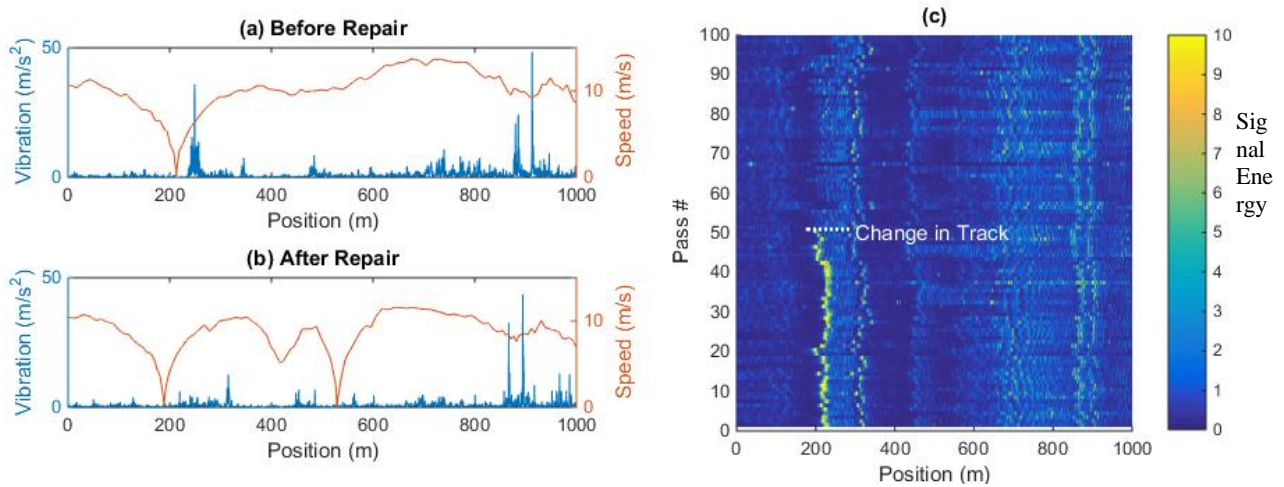 (a) Before Repair
50
0
Vibration (m/s²)
10
0
Speed (m/s)
0 200 400 600 800 1000
Position (m)
(b) After Repair
50
0
Vibration (m/s²)
10
0
Speed (m/s)
0 200 400 600 800 1000
Position (m)
(c)
100
90
80
70
60
50
40
30
20
10
0
Pass #
Change in Track
0 200 400 600 800 1000
Position (m)
10
9
8
7
6
5
4
3
2
1
0
Sig
nal
Ene
rgy